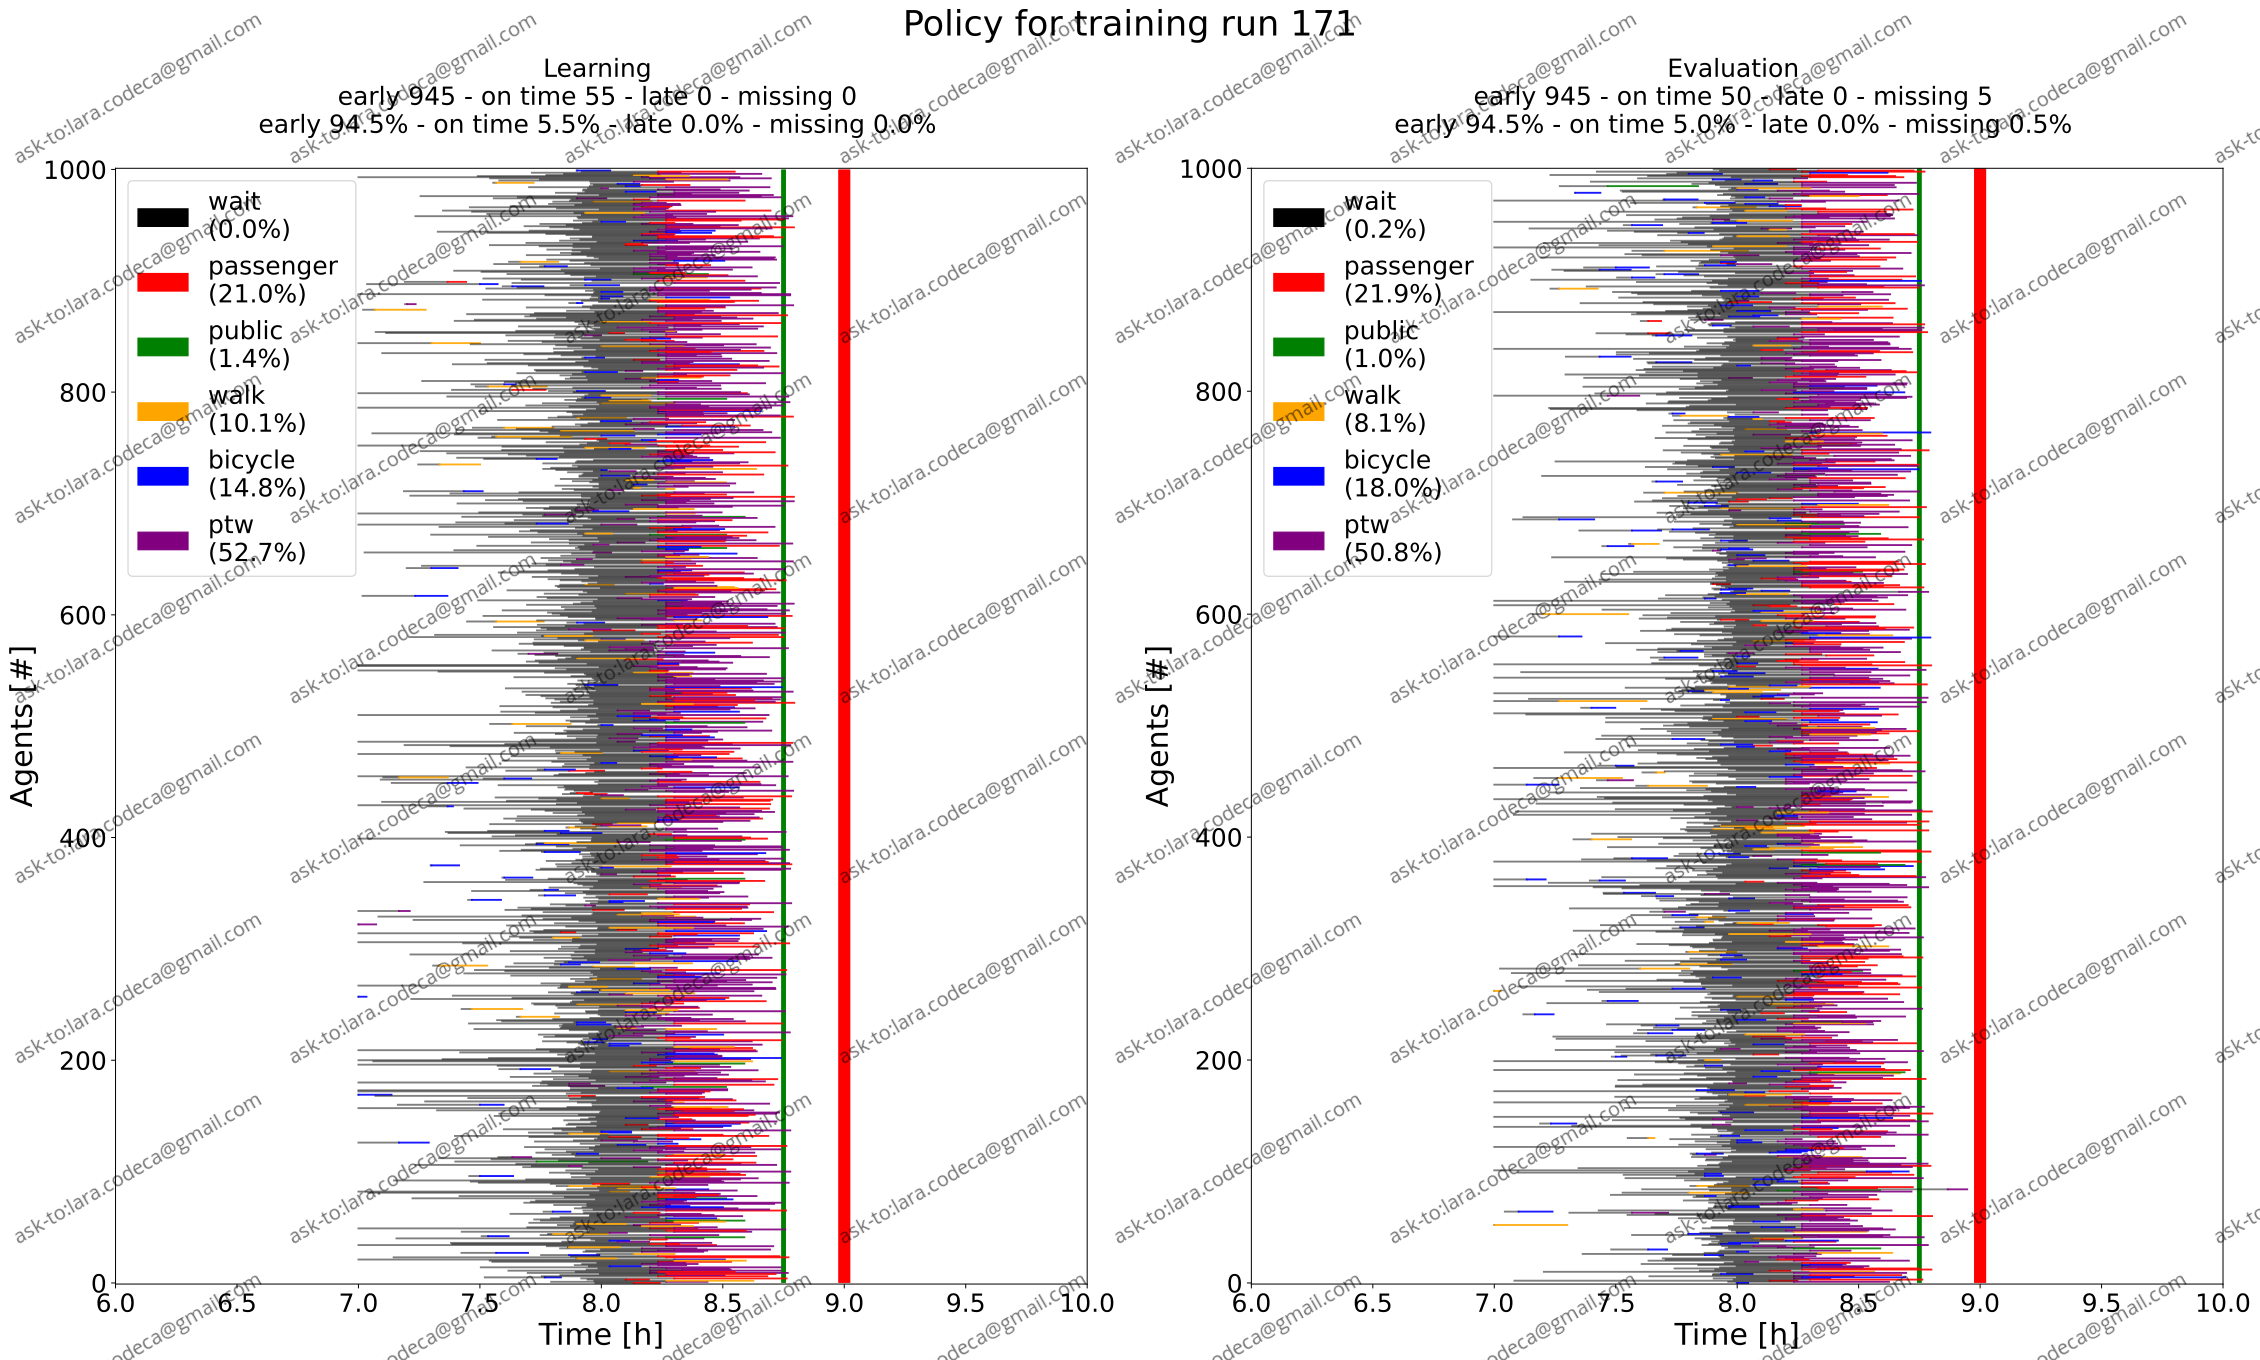 Policy for training run 171
Learning
early 945 - on time 55 - late 0 - missing 0
early 94.5% - on time 5.5% - late 0.0% - missing 0.0%
wait
(0.0%)
passenger
(21.0%)
public
(1.4%)
walk
(10.1%)
bicycle
(14.8%)
ptw
(52.7%)
1000
800
600
400
200
0
Agents [#]
6.0 6.5 7.0 7.5 8.0 8.5 9.0 9.5 10.0
Time [h]
Evaluation
early 945 - on time 50 - late 0 - missing 5
early 94.5% - on time 5.0% - late 0.0% - missing 0.5%
wait
(0.2%)
passenger
(21.9%)
public
(1.0%)
walk
(8.1%)
bicycle
(18.0%)
ptw
(50.8%)
1000
800
600
400
200
0
Agents [#]
6.0 6.5 7.0 7.5 8.0 8.5 9.0 9.5 10.0
Time [h]
ask-to:lara.codeca@gmail.com